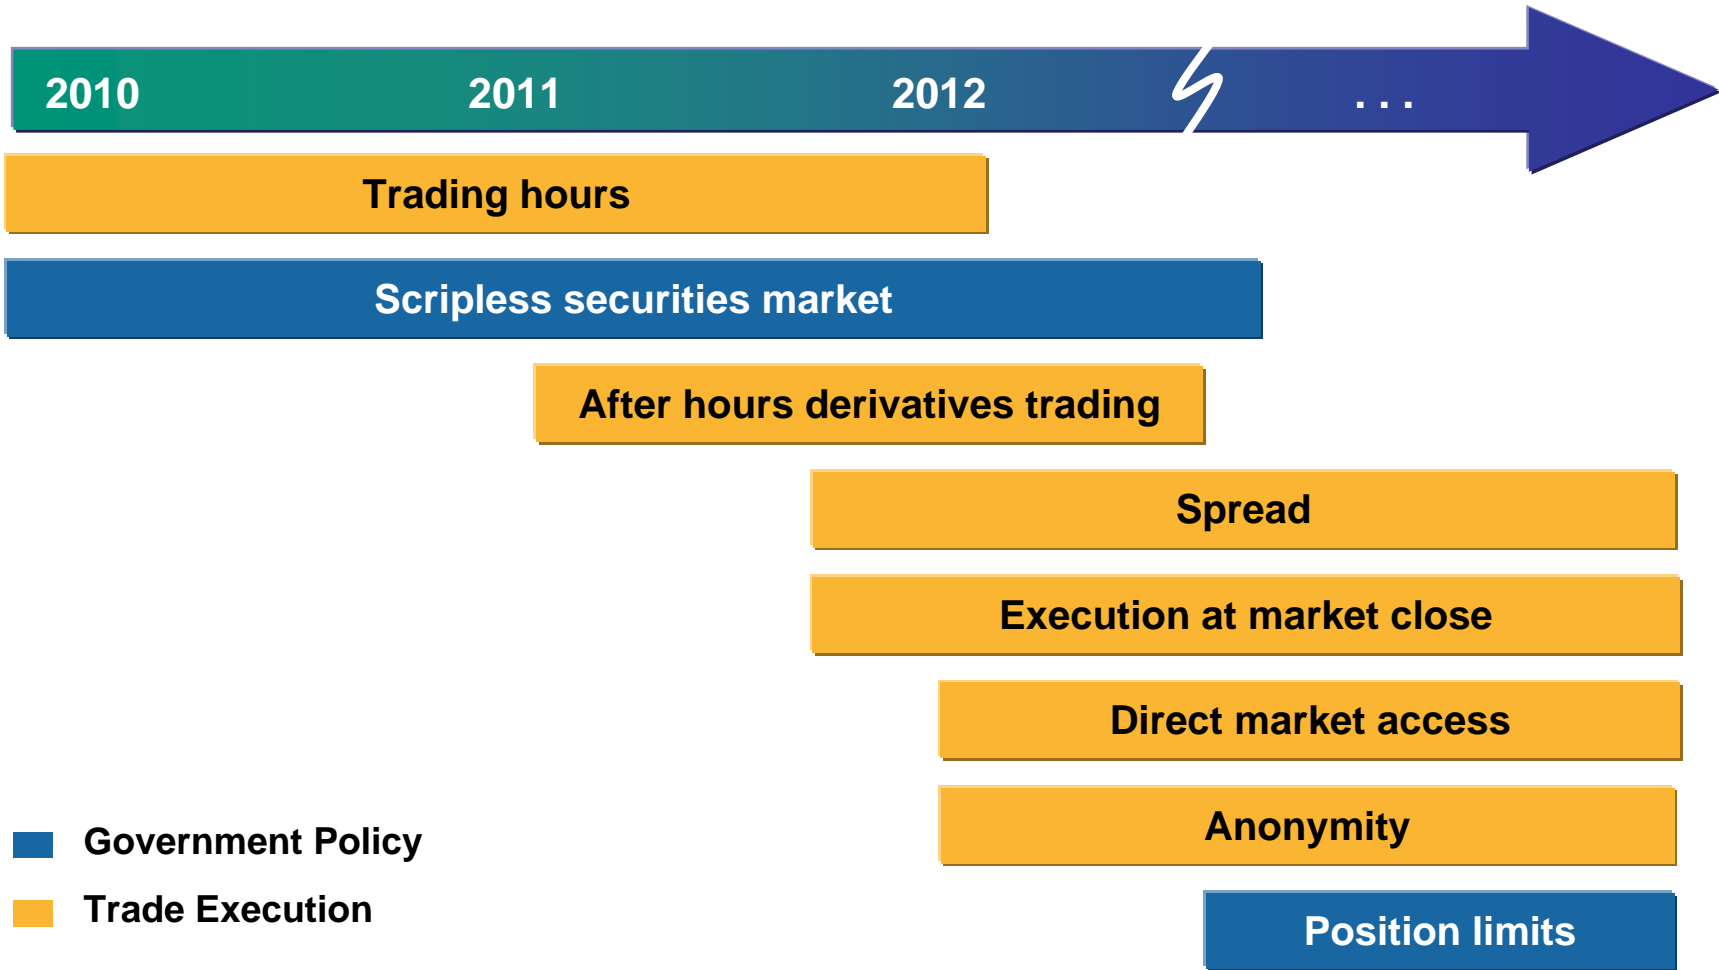 2010 2011 2012 . . .
Trading hours
Scripless securities market
After hours derivatives trading
Spread
Execution at market close
Direct market access
Anonymity
Position limits
Government Policy
Trade Execution